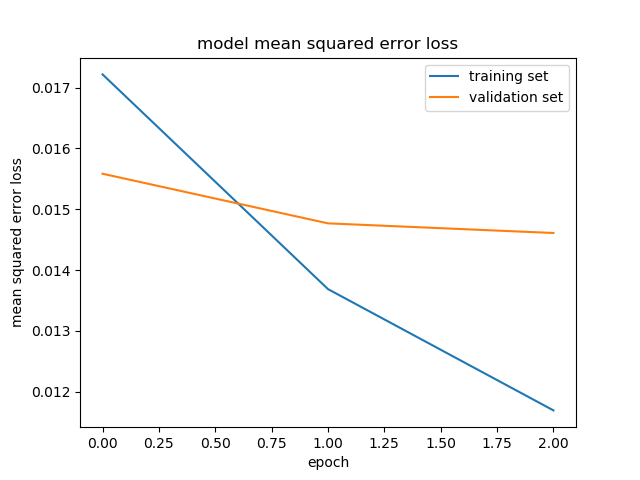 model mean squared error loss
training set
validation set
mean squared error loss
0.017
0.016
0.015
0.014
0.013
0.012
0.00 0.25 0.50 0.75 1.00 1.25 1.50 1.75 2.00
epoch